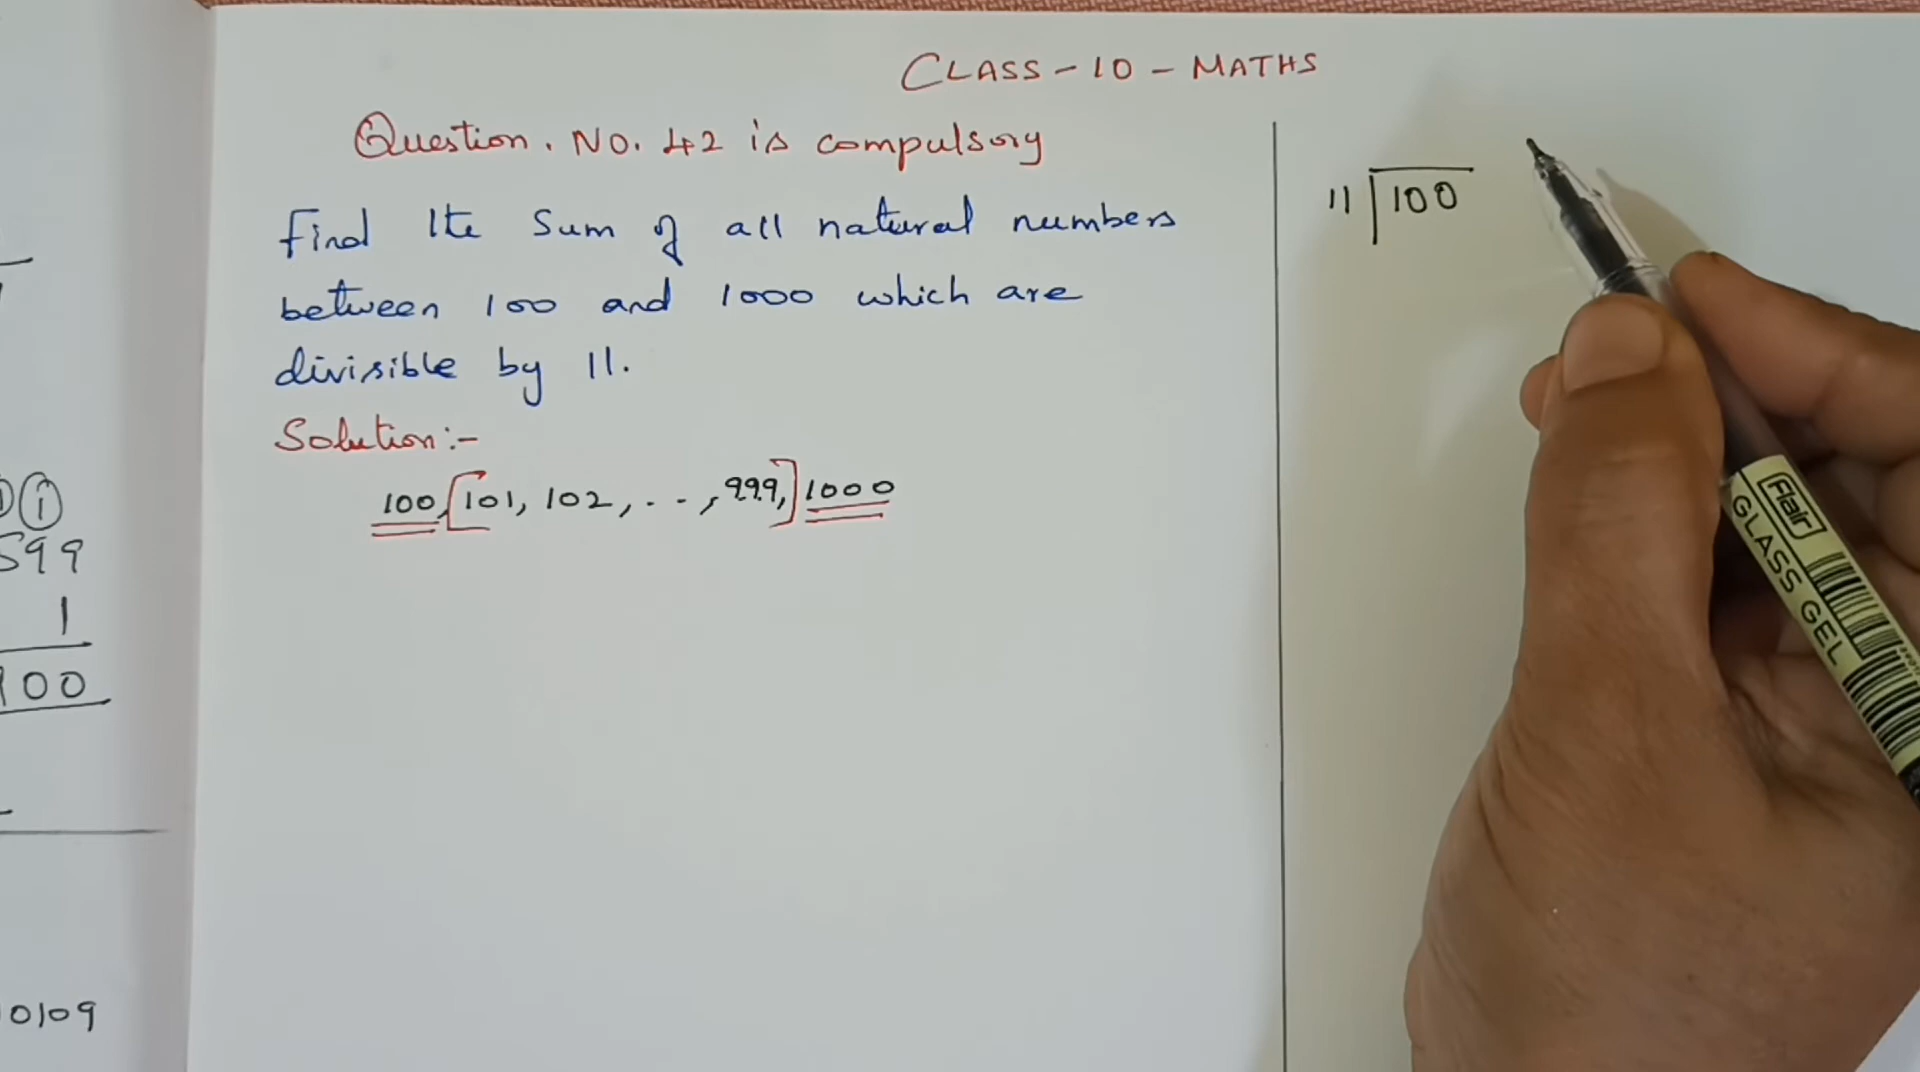 CLASS - 10 - MATHS
Question. No. 42 is compulsory
Find the Sum of all natural numbers
between 100 and 1000 which are
divisible by 11.
Solution:-
100, [101, 102, . . , 999,] 1000
11 100
1
599
1
100
0109
Flair
GLASS GEL